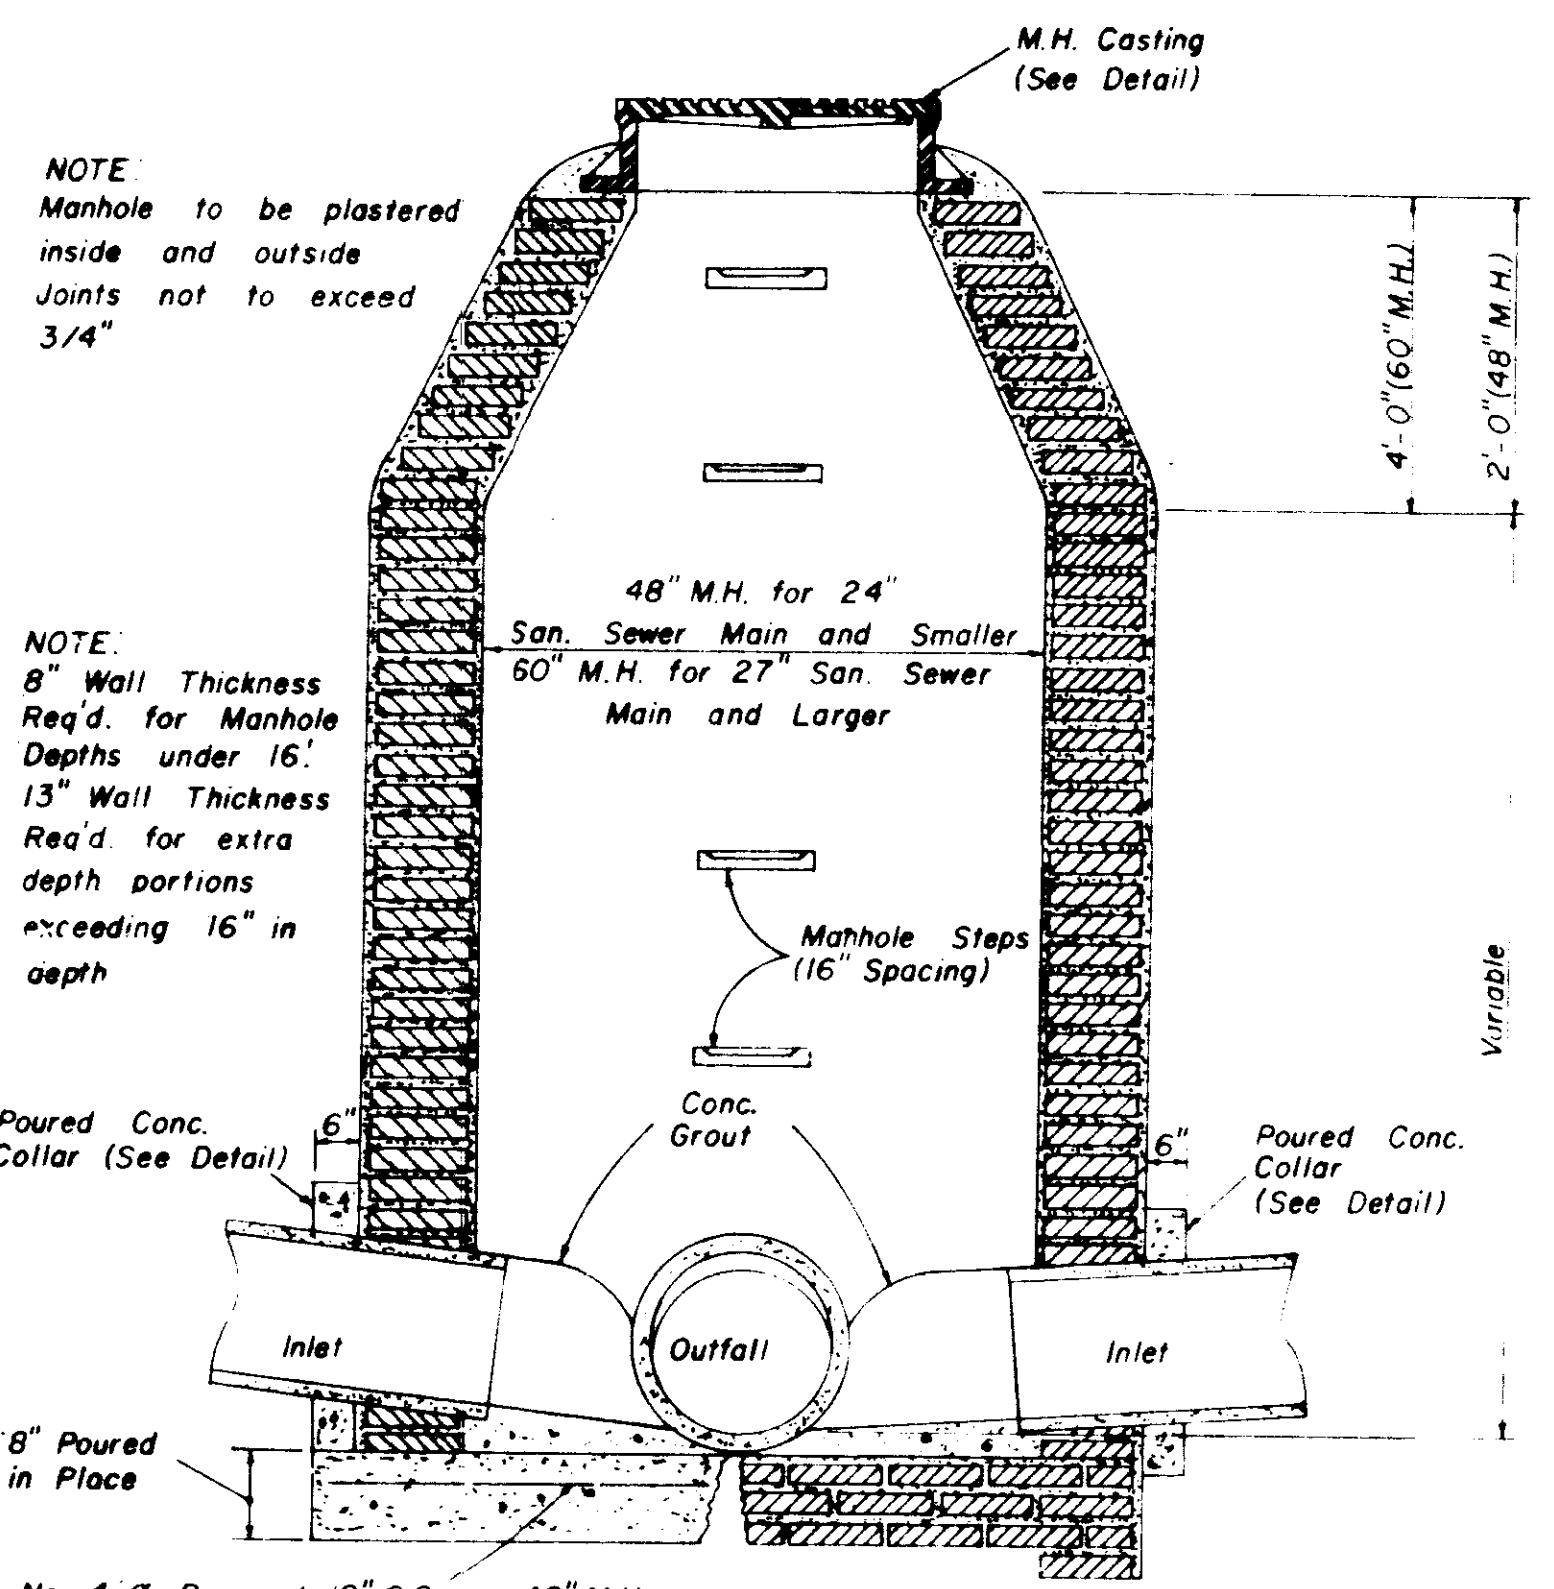 M.H. Casting
(See Detail)
NOTE:
Manhole to be plastered
inside and outside
Joints not to exceed
3/4"
4'-0"(60"M.H.)
2'-0"(48"M.H.)
48" M.H. for 24"
San. Sewer Main and Smaller
60" M.H. for 27" San. Sewer
Main and Larger
NOTE:
8" Wall Thickness
Req'd. for Manhole
Depths under 16'.
13" Wall Thickness
Req'd. for extra
depth portions
exceeding 16" in
depth
Manhole Steps
(16" Spacing)
Variable
Conc.
Grout
Poured Conc.
Collar (See Detail)
6"
6"
Poured Conc.
Collar
(See Detail)
Inlet
Outfall
Inlet
8" Poured
in Place